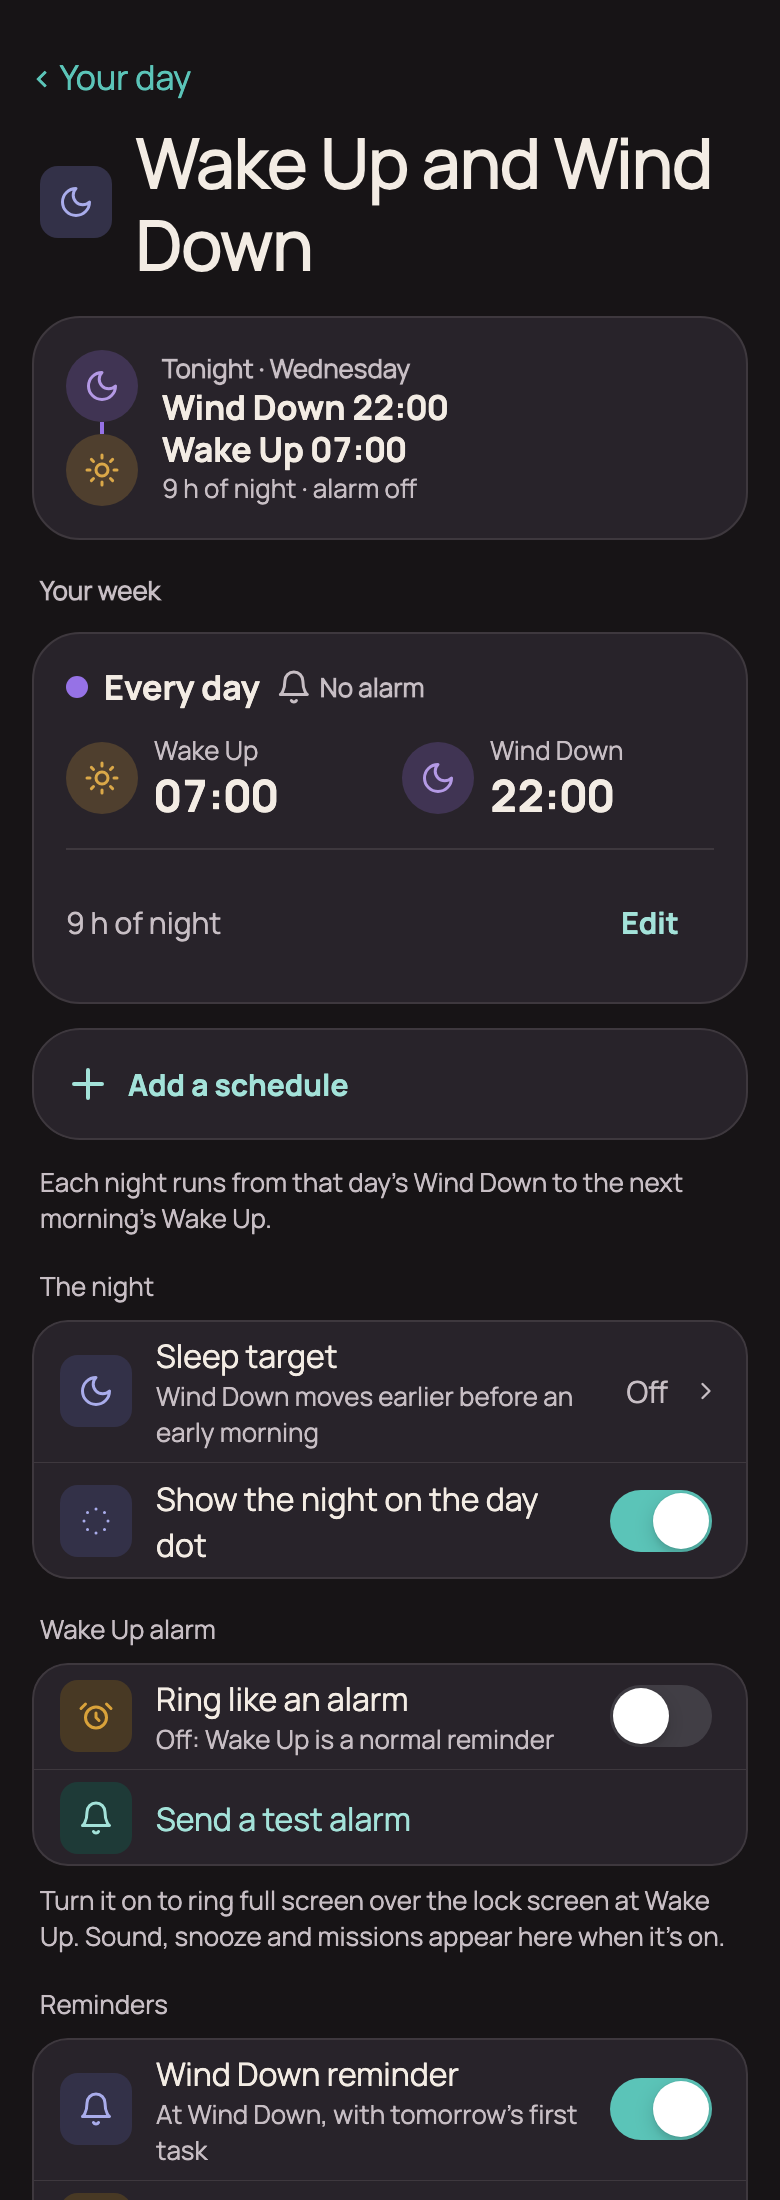 Your day
Wake Up and Wind
Down
Tonight · Wednesday
Wind Down 22:00
Wake Up 07:00
9 h of night · alarm off
Your week
Every day No alarm
Wake Up Wind Down
07:00 22:00
9 h of night Edit
Add a schedule
Each night runs from that day’s Wind Down to the next
morning’s Wake Up.
The night
Sleep target
Wind Down moves earlier before an
early morning
Off
Show the night on the day
dot
Wake Up alarm
Ring like an alarm
Off: Wake Up is a normal reminder
Send a test alarm
Turn it on to ring full screen over the lock screen at Wake
Up. Sound, snooze and missions appear here when it’s on.
Reminders
Wind Down reminder
At Wind Down, with tomorrow’s first
task